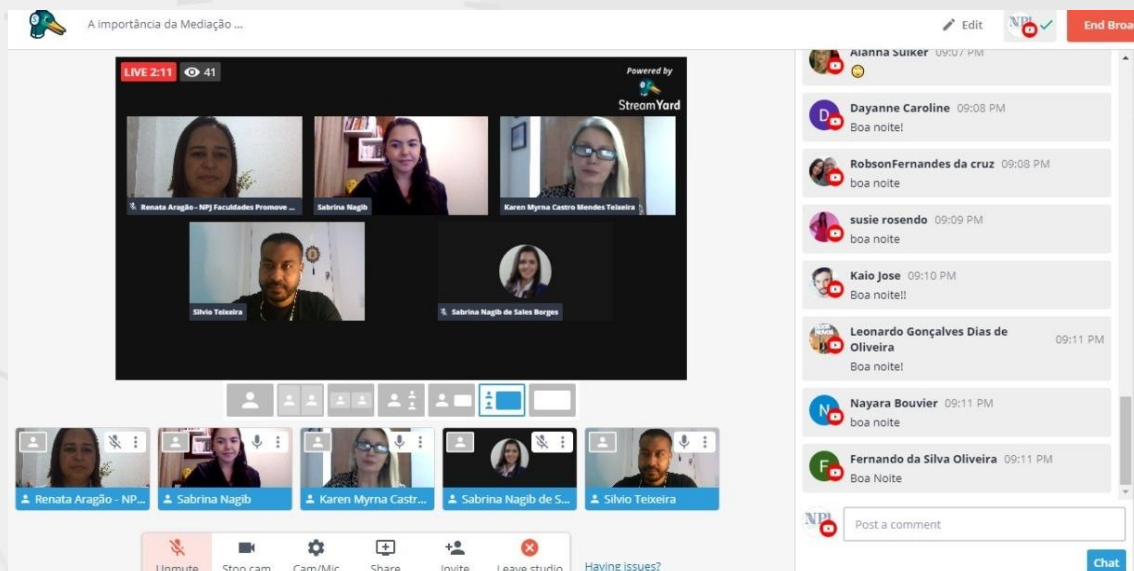 A importância da Mediação ...
Edit
NPJ
End Broa
LIVE 2:11
41
Powered by
StreamYard
Renata Aragão - NPJ Faculdades Promove ...
Sabrina Nagib
Karen Myrna Castro Mendes Teixeira
Silvio Teixeira
Sabrina Nagib de Sales Borges
Renata Aragão - NP...
Sabrina Nagib
Karen Myrna Castr...
Sabrina Nagib de S...
Silvio Teixeira
Unmute
Stop cam
Cam/Mic
Share
Invite
Leave studio
Having issues?
Alanna Sulker 09:07 PM
Dayanne Caroline 09:08 PM
D
Boa noite!
RobsonFernandes da cruz 09:08 PM
boa noite
susie rosendo 09:09 PM
boa noite
Kaio Jose 09:10 PM
Boa noite!!
Leonardo Gonçalves Dias de
Oliveira
09:11 PM
Boa noite!
Nayara Bouvier 09:11 PM
N
boa noite
Fernando da Silva Oliveira 09:11 PM
F
Boa Noite
NPJ
Post a comment
Chat